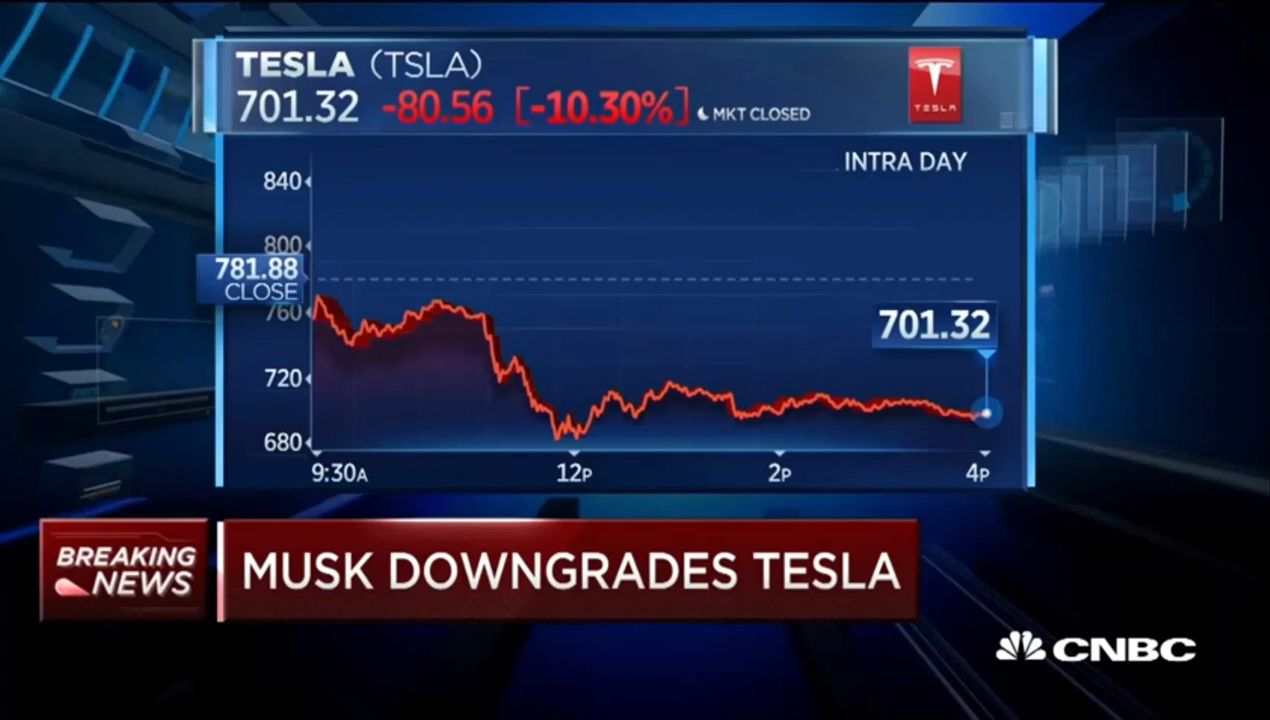 TESLA (TSLA)
701.32 -80.56 [-10.30%] MKT CLOSED
TESLA
INTRA DAY
840
800
781.88
CLOSE
760
701.32
720
680
9:30A 12P 2P 4P
BREAKING
NEWS
MUSK DOWNGRADES TESLA
CNBC